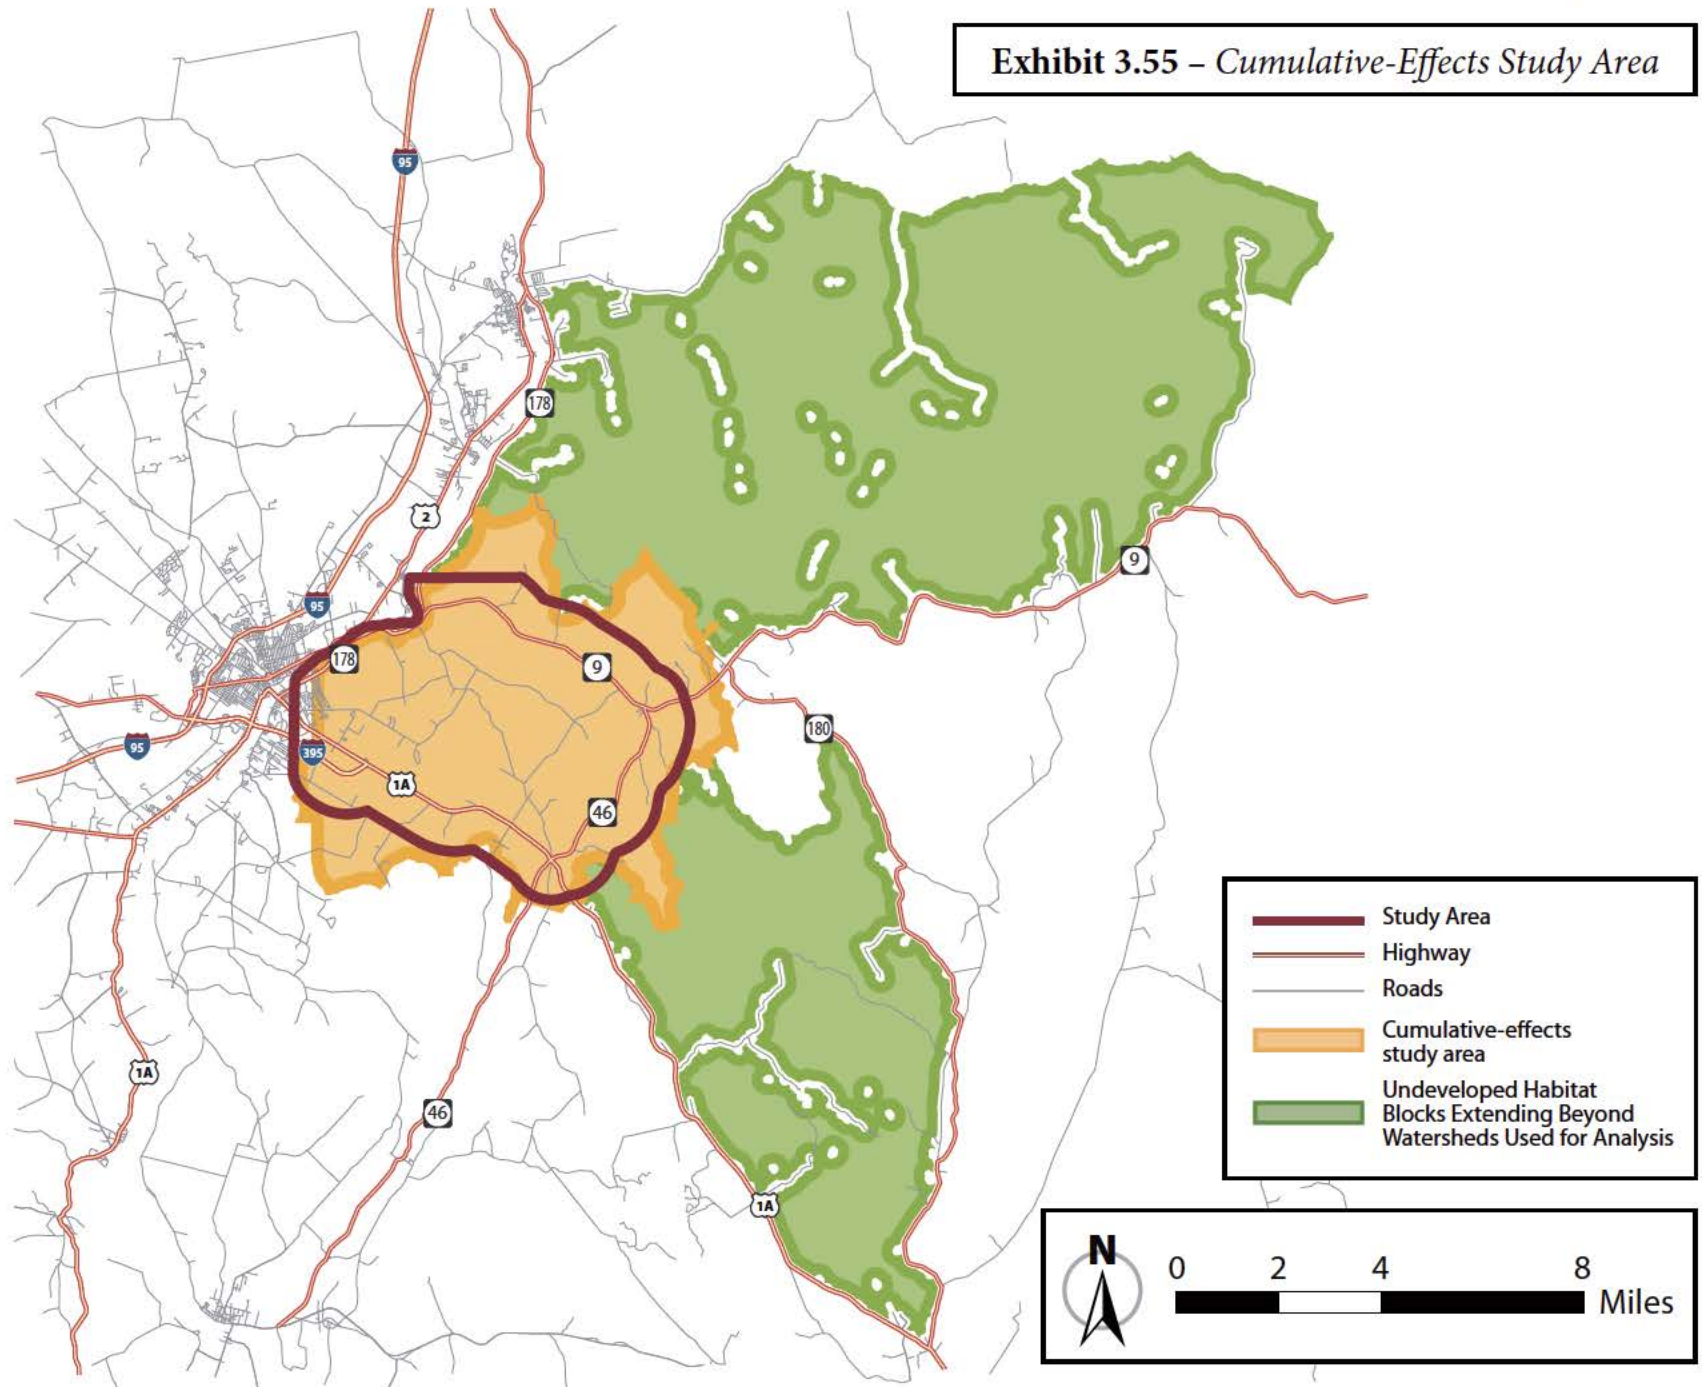 Exhibit 3.55 – Cumulative-Effects Study Area
95
178
2
9
95
178
9
180
95
395
1A
46
Study Area
Highway
Roads
Cumulative-effects
study area
Undeveloped Habitat
Blocks Extending Beyond
Watersheds Used for Analysis
1A
46
1A
N
0 2 4 8
Miles